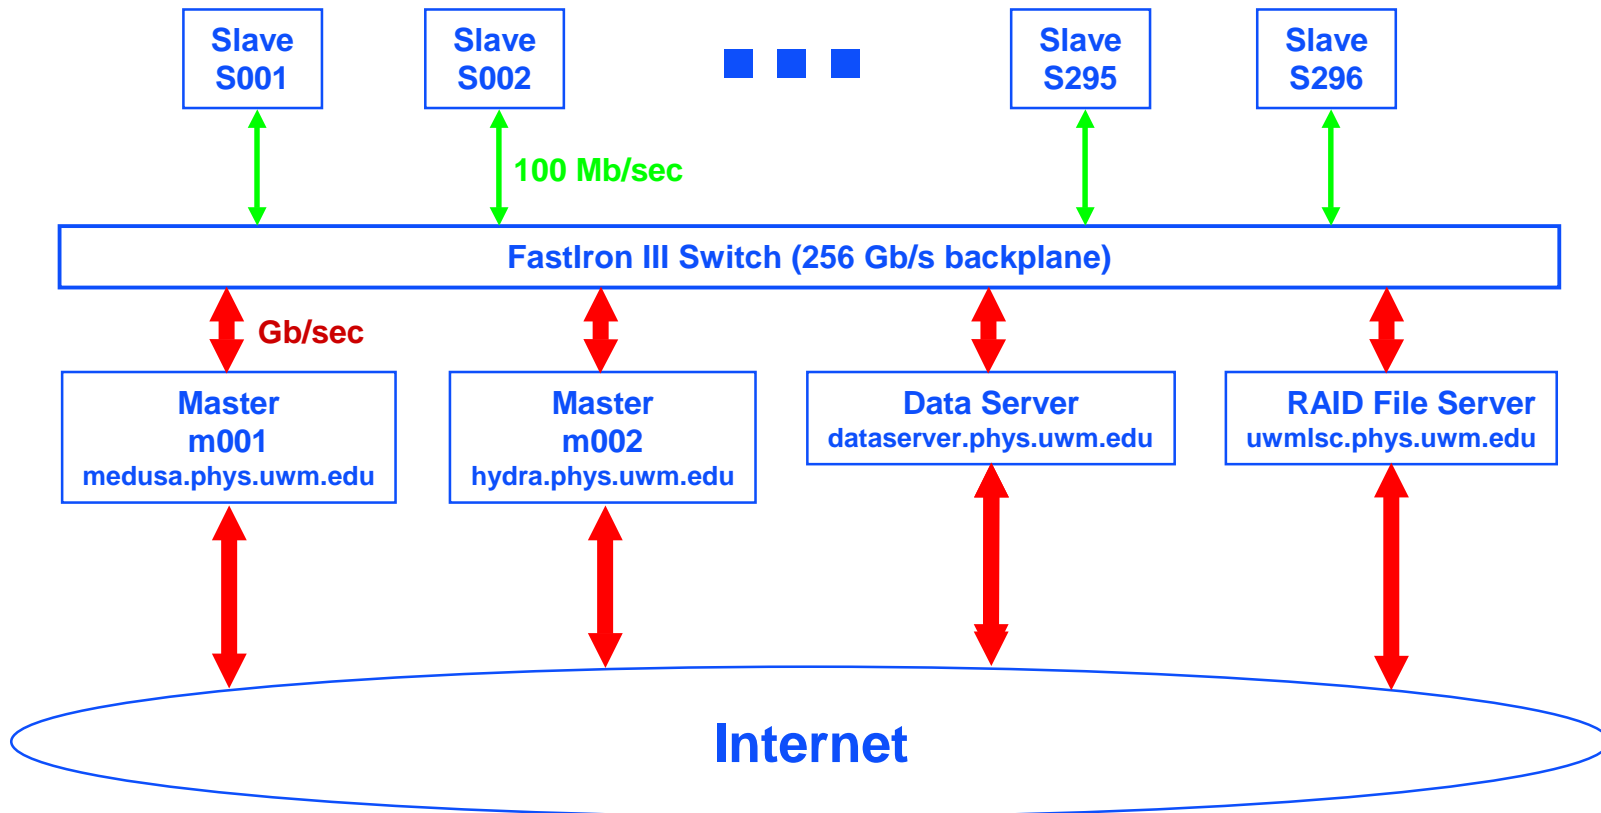 Slave
S001
Slave
S002
Slave
S295
Slave
S296
100 Mb/sec
FastIron III Switch (256 Gb/s backplane)
Gb/sec
Master
m001
medusa.phys.uwm.edu
Master
m002
hydra.phys.uwm.edu
Data Server
dataserver.phys.uwm.edu
RAID File Server
uwmlsc.phys.uwm.edu
Internet